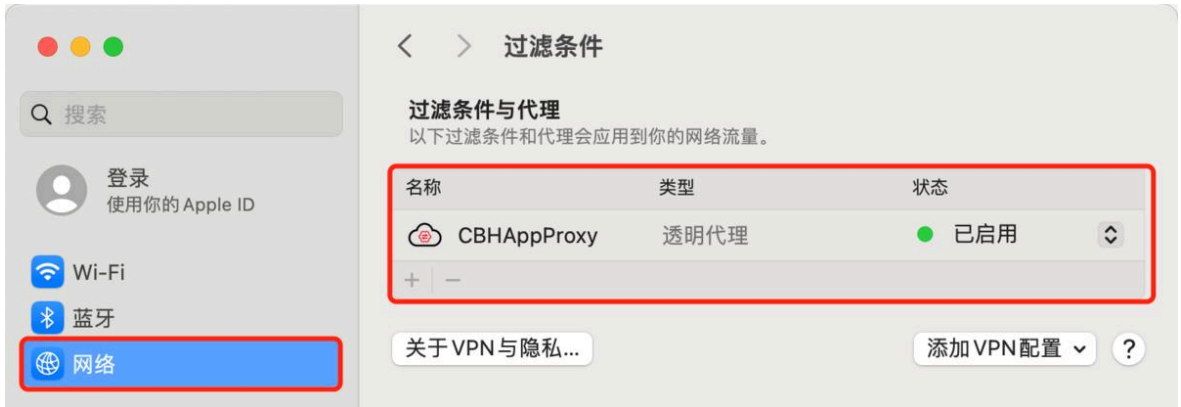 过滤条件
搜索
登录
使用你的 Apple ID
Wi-Fi
蓝牙
网络
过滤条件与代理
以下过滤条件和代理会应用到你的网络流量。
名称 类型 状态
CBHAppProxy 透明代理 已启用
+ −
关于VPN与隐私... 添加VPN配置 ?